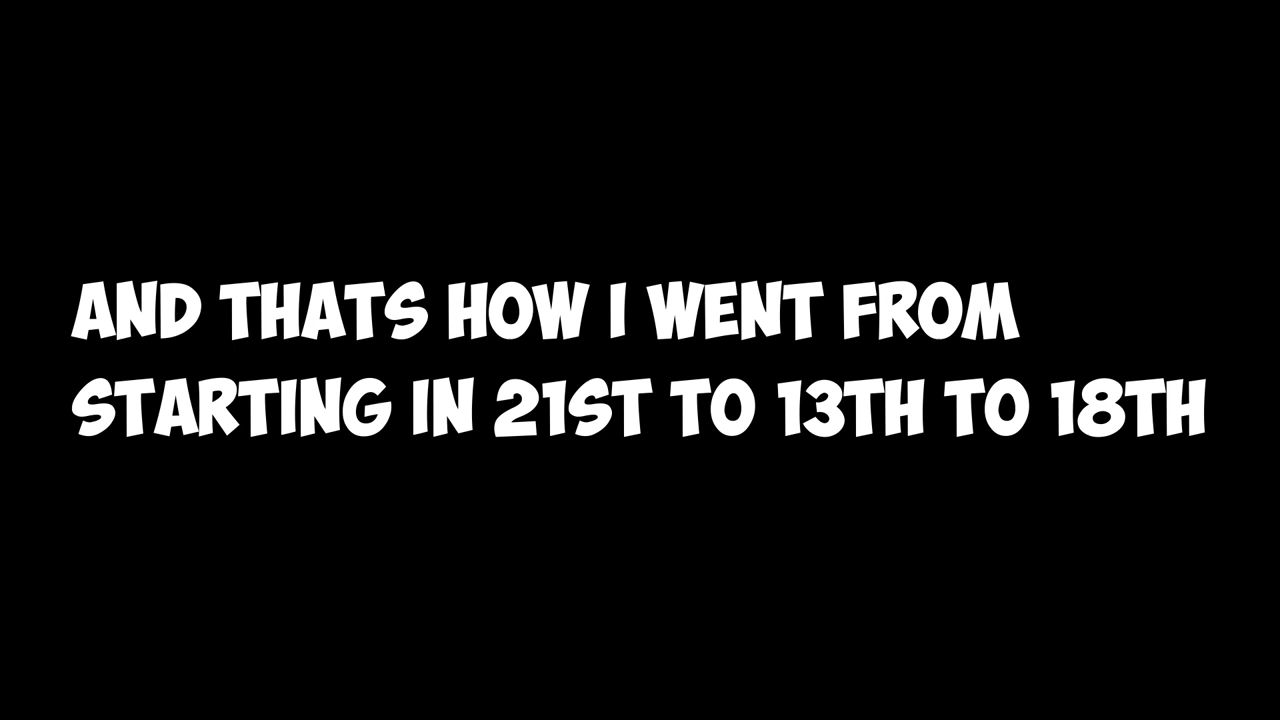 AND THATS HOW I WENT FROM
STARTING IN 21ST TO 13TH TO 18TH